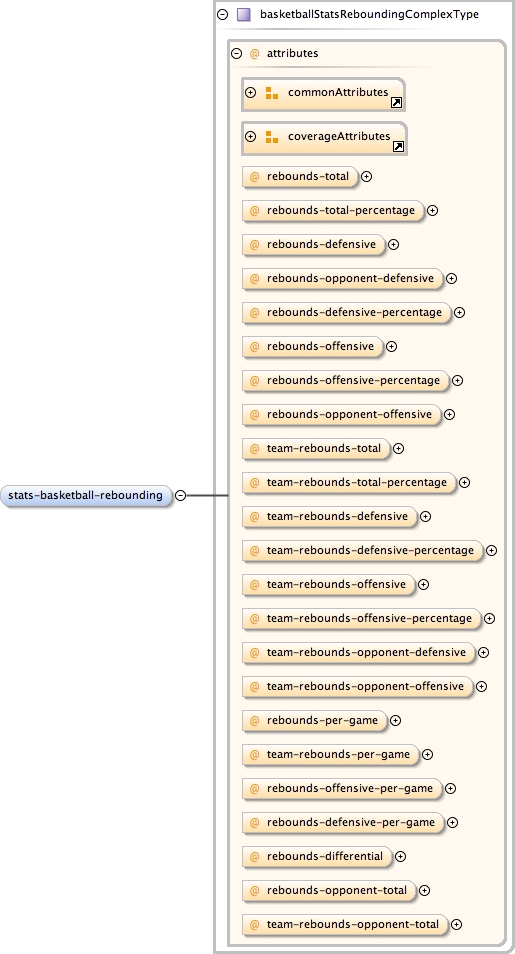 basketballStatsReboundingComplexType
@ attributes
commonAttributes
coverageAttributes
@ rebounds-total
@ rebounds-total-percentage
@ rebounds-defensive
@ rebounds-opponent-defensive
@ rebounds-defensive-percentage
@ rebounds-offensive
@ rebounds-offensive-percentage
@ rebounds-opponent-offensive
@ team-rebounds-total
@ team-rebounds-total-percentage
stats-basketball-rebounding
@ team-rebounds-defensive
@ team-rebounds-defensive-percentage
@ team-rebounds-offensive
@ team-rebounds-offensive-percentage
@ team-rebounds-opponent-defensive
@ team-rebounds-opponent-offensive
@ rebounds-per-game
@ team-rebounds-per-game
@ rebounds-offensive-per-game
@ rebounds-defensive-per-game
@ rebounds-differential
@ rebounds-opponent-total
@ team-rebounds-opponent-total